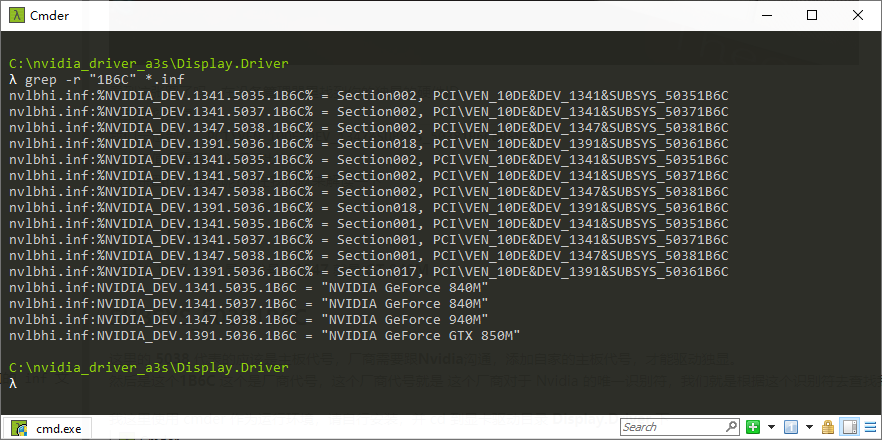 Cmder
C:\nvidia_driver_a3s\Display.Driver
λ grep -r "1B6C" *.inf
nvlbhi.inf:%NVIDIA_DEV.1341.5035.1B6C% = Section002, PCI\VEN_10DE&DEV_1341&SUBSYS_50351B6C
nvlbhi.inf:%NVIDIA_DEV.1341.5037.1B6C% = Section002, PCI\VEN_10DE&DEV_1341&SUBSYS_50371B6C
nvlbhi.inf:%NVIDIA_DEV.1347.5038.1B6C% = Section002, PCI\VEN_10DE&DEV_1347&SUBSYS_50381B6C
nvlbhi.inf:%NVIDIA_DEV.1391.5036.1B6C% = Section018, PCI\VEN_10DE&DEV_1391&SUBSYS_50361B6C
nvlbhi.inf:%NVIDIA_DEV.1341.5035.1B6C% = Section002, PCI\VEN_10DE&DEV_1341&SUBSYS_50351B6C
nvlbhi.inf:%NVIDIA_DEV.1341.5037.1B6C% = Section002, PCI\VEN_10DE&DEV_1341&SUBSYS_50371B6C
nvlbhi.inf:%NVIDIA_DEV.1347.5038.1B6C% = Section002, PCI\VEN_10DE&DEV_1347&SUBSYS_50381B6C
nvlbhi.inf:%NVIDIA_DEV.1391.5036.1B6C% = Section018, PCI\VEN_10DE&DEV_1391&SUBSYS_50361B6C
nvlbhi.inf:%NVIDIA_DEV.1341.5035.1B6C% = Section001, PCI\VEN_10DE&DEV_1341&SUBSYS_50351B6C
nvlbhi.inf:%NVIDIA_DEV.1341.5037.1B6C% = Section001, PCI\VEN_10DE&DEV_1341&SUBSYS_50371B6C
nvlbhi.inf:%NVIDIA_DEV.1347.5038.1B6C% = Section001, PCI\VEN_10DE&DEV_1347&SUBSYS_50381B6C
nvlbhi.inf:%NVIDIA_DEV.1391.5036.1B6C% = Section017, PCI\VEN_10DE&DEV_1391&SUBSYS_50361B6C
nvlbhi.inf:NVIDIA_DEV.1341.5035.1B6C = "NVIDIA GeForce 840M"
nvlbhi.inf:NVIDIA_DEV.1341.5037.1B6C = "NVIDIA GeForce 840M"
nvlbhi.inf:NVIDIA_DEV.1347.5038.1B6C = "NVIDIA GeForce 940M"
nvlbhi.inf:NVIDIA_DEV.1391.5036.1B6C = "NVIDIA GeForce GTX 850M"
C:\nvidia_driver_a3s\Display.Driver
λ
cmd.exe
Search